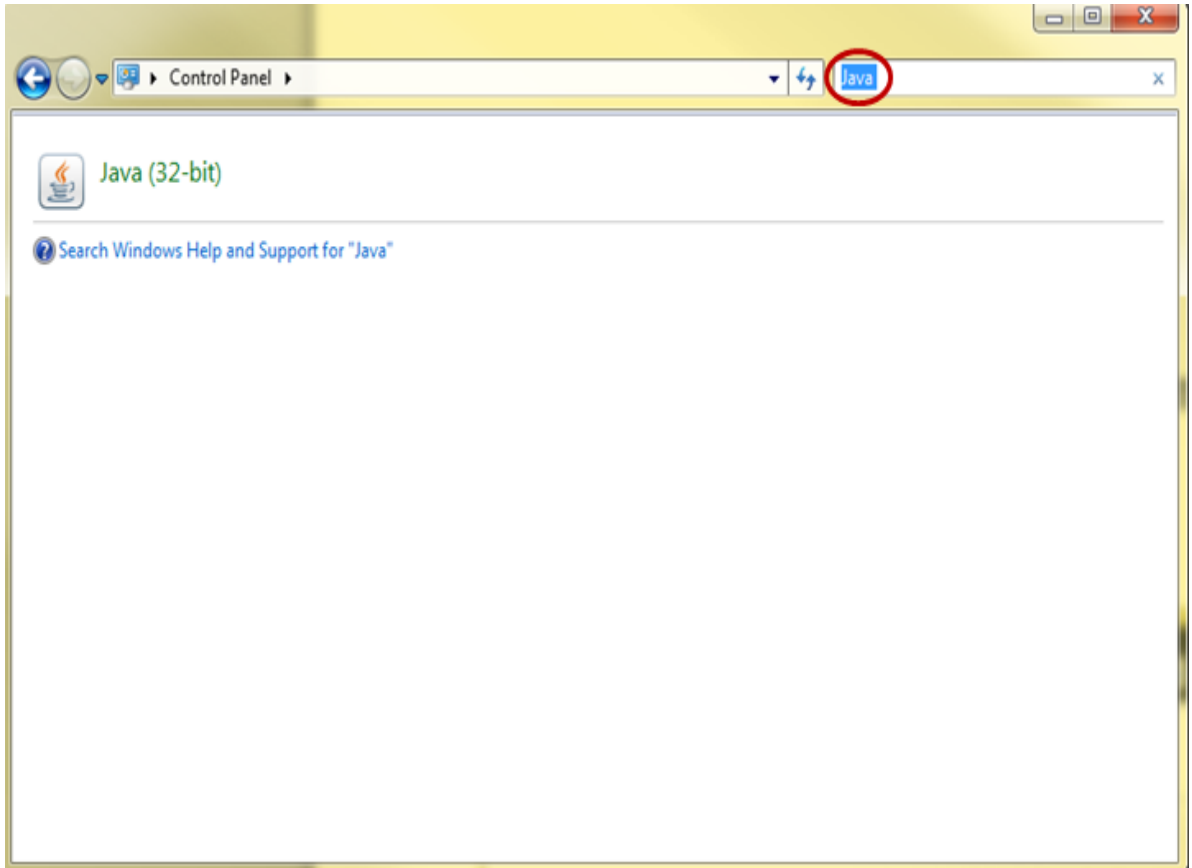 Control Panel
Java
Java (32-bit)
Search Windows Help and Support for "Java"